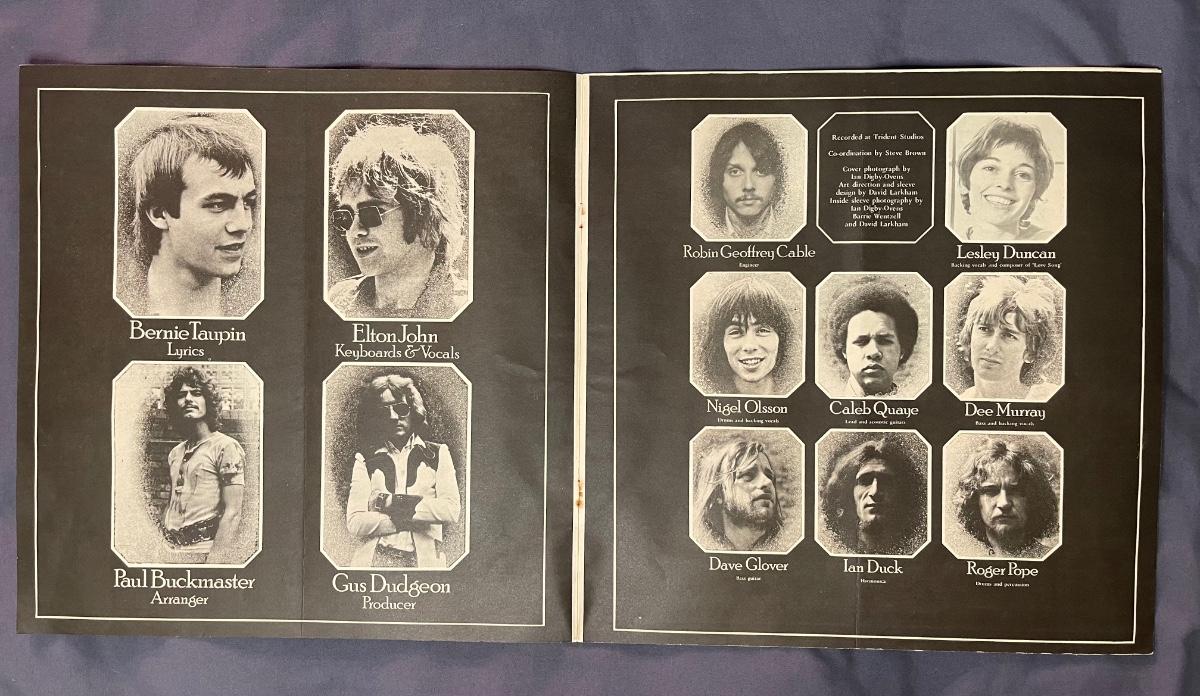 Bernie Taupin
Lyrics
Elton John
Keyboards & Vocals
Paul Buckmaster
Arranger
Gus Dudgeon
Producer
Robin Geoffrey Cable
Engineer
Recorded at Trident Studios
Co-ordination by Steve Brown
Cover photograph by
Ian Digby-Ovens
Art direction and sleeve
design by David Larkham
Inside sleeve photography by
Ian Digby-Ovens
Barrie Wentzell
and David Larkham
Lesley Duncan
Backing vocals and composer of "Love Song"
Nigel Olsson
Drums and backing vocals
Caleb Quaye
Lead and acoustic guitars
Dee Murray
Bass and backing vocals
Dave Glover
Bass guitar
Ian Duck
Harmonica
Roger Pope
Drums and percussion